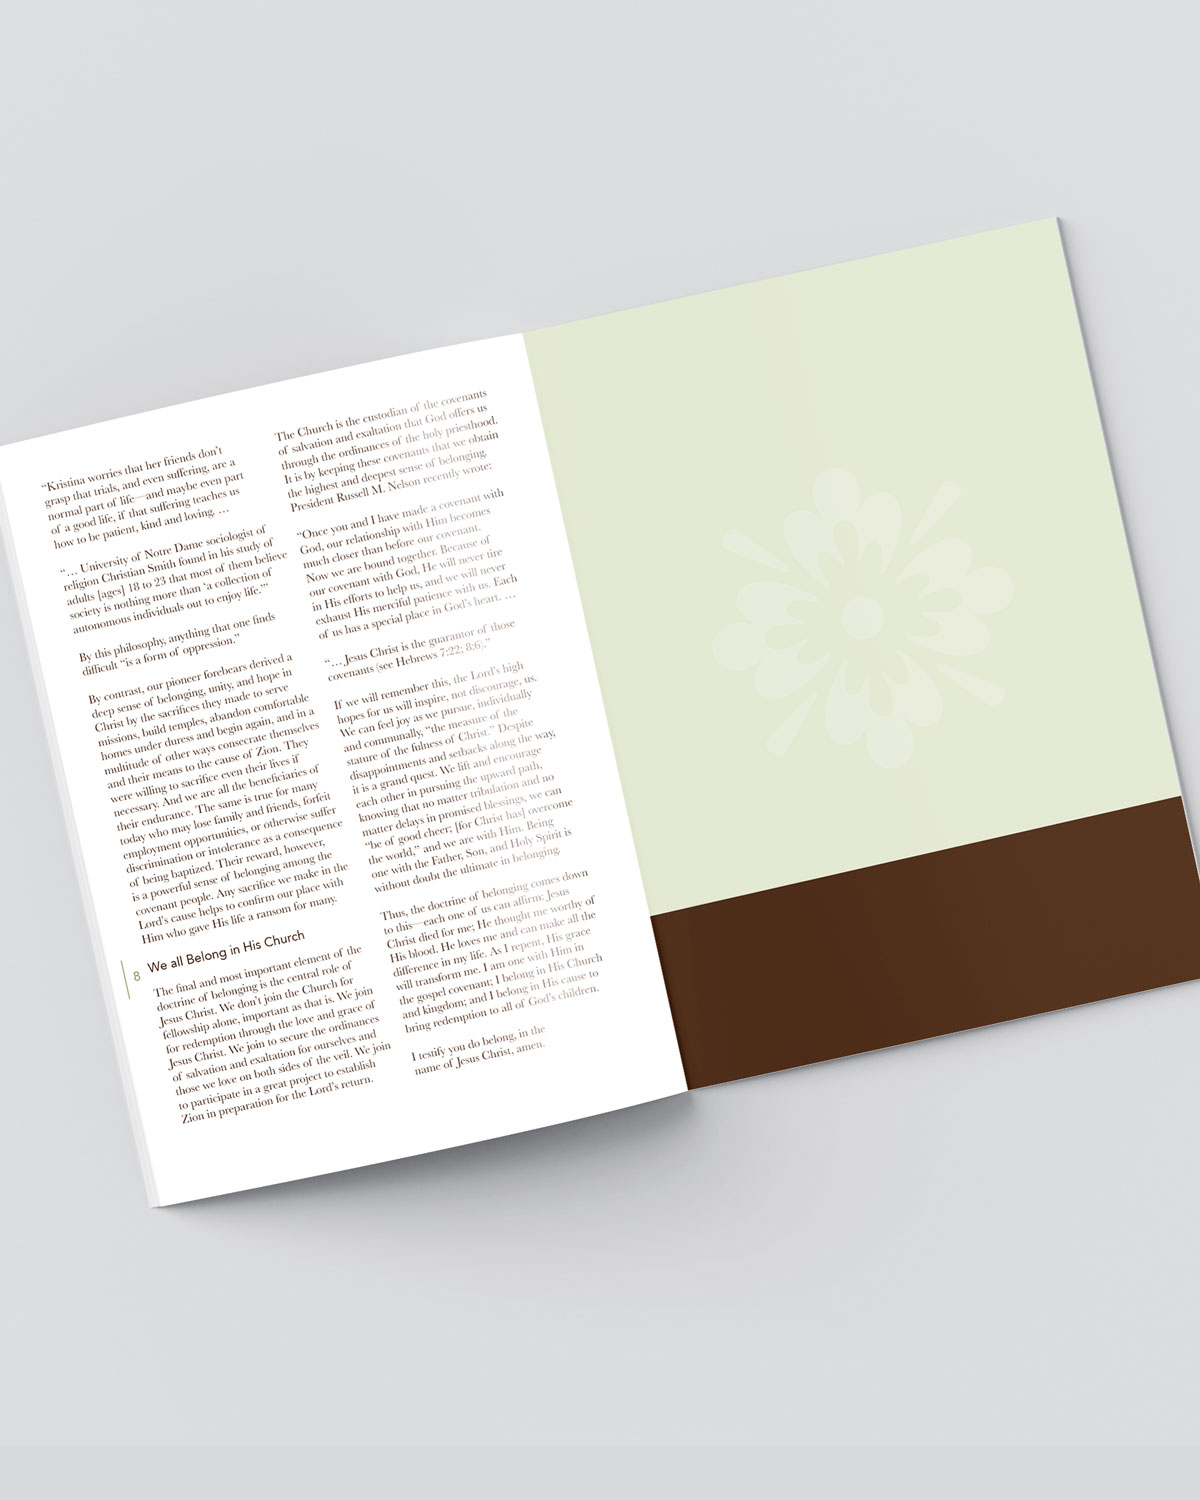 “Kristina worries that her friends don’t
grasp that trials, and even suffering, are a
normal part of life—and maybe even part
of a good life, if that suffering teaches us
how to be patient, kind and loving. …
“… University of Notre Dame sociologist of
religion Christian Smith found in his study of
adults [ages] 18 to 23 that most of them believe
society is nothing more than ‘a collection of
autonomous individuals out to enjoy life.’”
By this philosophy, anything that one finds
difficult “is a form of oppression.”
By contrast, our pioneer forebears derived a
deep sense of belonging, unity, and hope in
Christ by the sacrifices they made to serve
missions, build temples, abandon comfortable
homes under duress and begin again, and in a
multitude of other ways consecrate themselves
and their means to the cause of Zion. They
were willing to sacrifice even their lives if
necessary. And we are all the beneficiaries of
their endurance. The same is true for many
today who may lose family and friends, forfeit
employment opportunities, or otherwise suffer
discrimination or intolerance as a consequence
of being baptized. Their reward, however,
is a powerful sense of belonging among the
covenant people. Any sacrifice we make in the
Lord’s cause helps to confirm our place with
Him who gave His life a ransom for many.
We all Belong in His Church
8
The final and most important element of the
doctrine of belonging is the central role of
Jesus Christ. We don’t join the Church for
fellowship alone, important as that is. We join
for redemption through the love and grace of
Jesus Christ. We join to secure the ordinances
of salvation and exaltation for ourselves and
those we love on both sides of the veil. We join
to participate in a great project to establish
Zion in preparation for the Lord’s return.
The Church is the custodian of the covenants
of salvation and exaltation that God offers us
through the ordinances of the holy priesthood.
It is by keeping these covenants that we obtain
the highest and deepest sense of belonging.
President Russell M. Nelson recently wrote:
“Once you and I have made a covenant with
God, our relationship with Him becomes
much closer than before our covenant.
Now we are bound together. Because of
our covenant with God, He will never tire
in His efforts to help us, and we will never
exhaust His merciful patience with us. Each
of us has a special place in God’s heart. …
“… Jesus Christ is the guarantor of those
covenants (see Hebrews 7:22; 8:6).”
If we will remember this, the Lord’s high
hopes for us will inspire, not discourage, us.
We can feel joy as we pursue, individually
and communally, “the measure of the
stature of the fulness of Christ.” Despite
disappointments and setbacks along the way,
it is a grand quest. We lift and encourage
each other in pursuing the upward path,
knowing that no matter tribulation and no
matter delays in promised blessings, we can
“be of good cheer; [for Christ has] overcome
the world,” and we are with Him. Being
one with the Father, Son, and Holy Spirit is
without doubt the ultimate in belonging.
Thus, the doctrine of belonging comes down
to this—each one of us can affirm: Jesus
Christ died for me; He thought me worthy of
His blood. He loves me and can make all the
difference in my life. As I repent, His grace
will transform me. I am one with Him in
the gospel covenant; I belong in His Church
and kingdom; and I belong in His cause to
bring redemption to all of God’s children.
I testify you do belong, in the
name of Jesus Christ, amen.